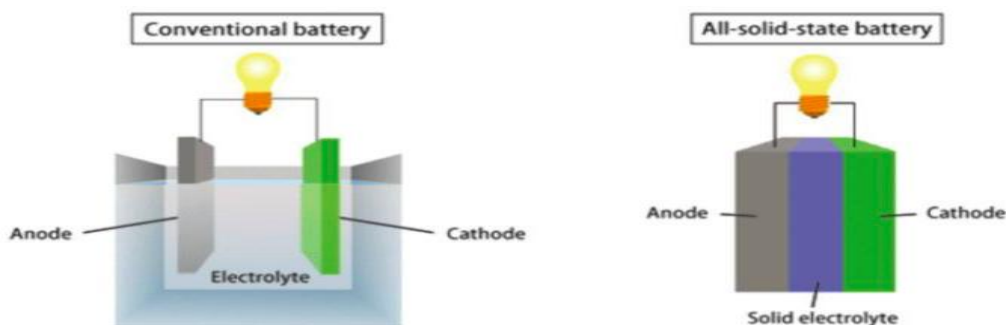 Conventional battery
All-solid-state battery
Anode
Cathode
Electrolyte
Anode
Cathode
Solid electrolyte